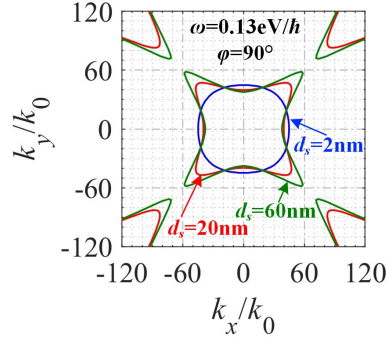 120
60
0
-60
-120
k_y/k_0
ω=0.13eV/ħ
φ=90°
d_s=2nm
d_s=60nm
d_s=20nm
-120 -60 0 60 120
k_x/k_0